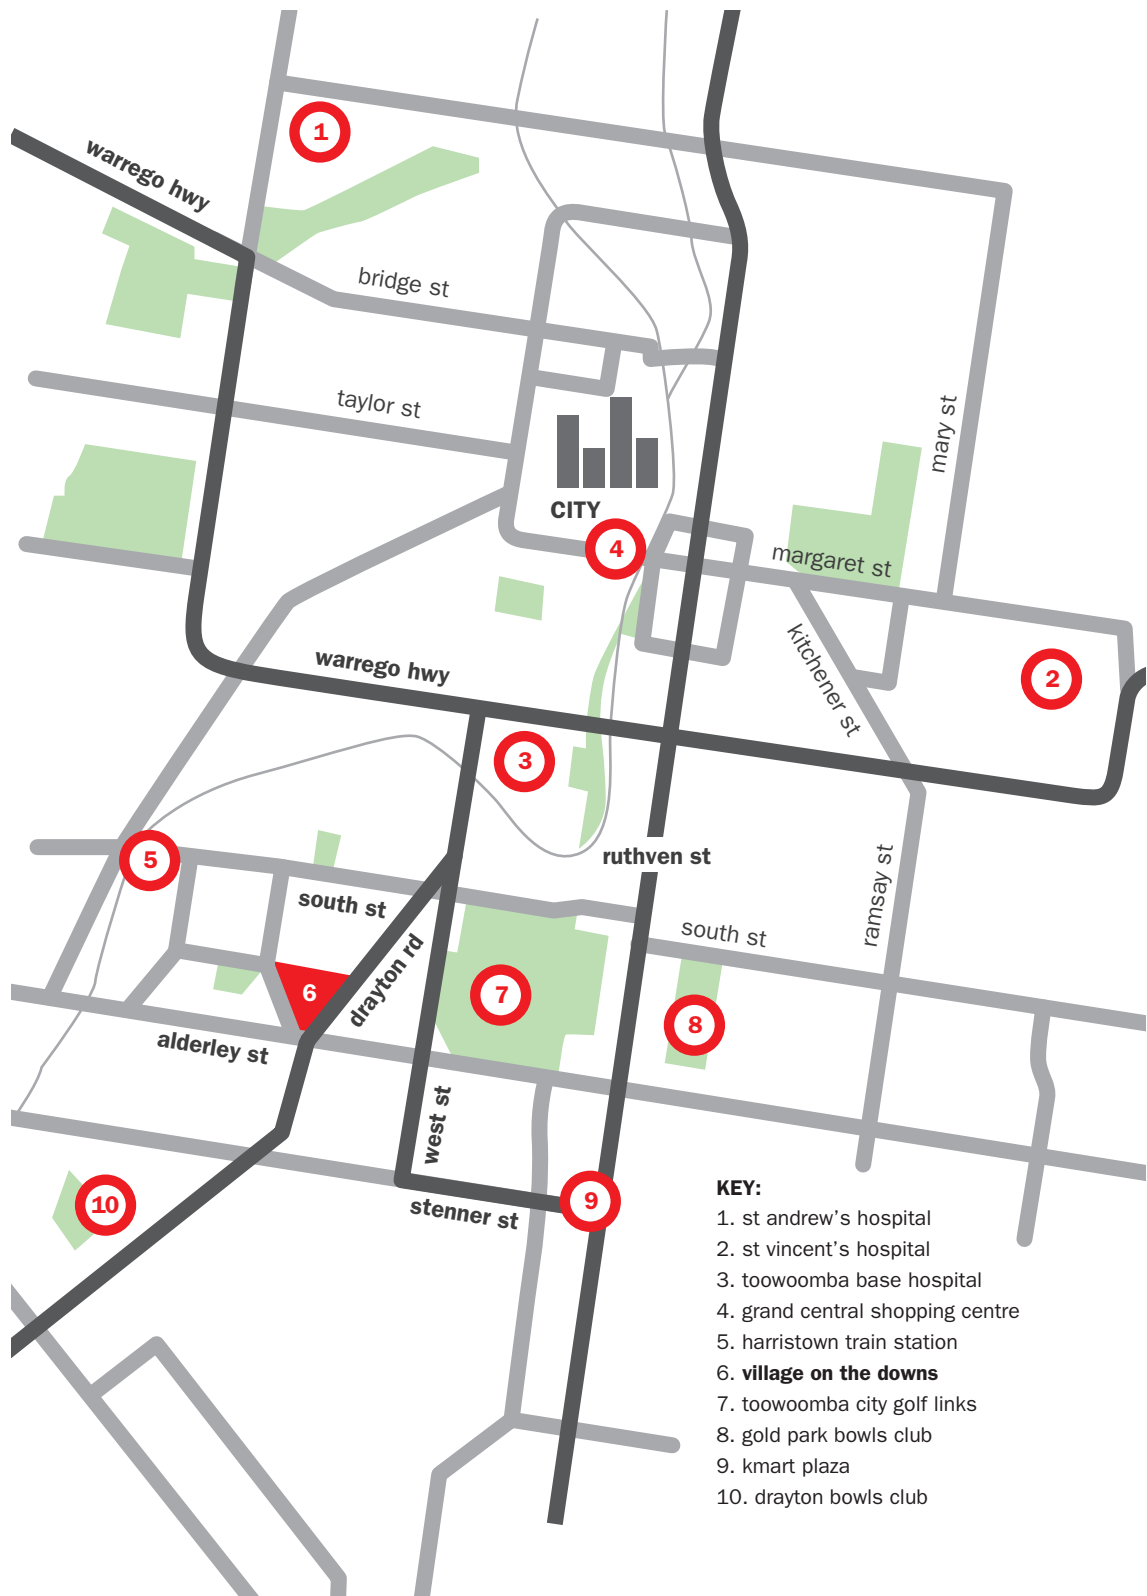 1
warrego hwy
bridge st
taylor st
mary st
CITY
4
margaret st
kitchener st
warrego hwy
2
3
ruthven st
5
south st
ramsay st
south st
drayton rd
6
7
8
alderley st
west st
10
9
stenner st
KEY:
1. st andrew’s hospital
2. st vincent’s hospital
3. toowoomba base hospital
4. grand central shopping centre
5. harristown train station
6. village on the downs
7. toowoomba city golf links
8. gold park bowls club
9. kmart plaza
10. drayton bowls club